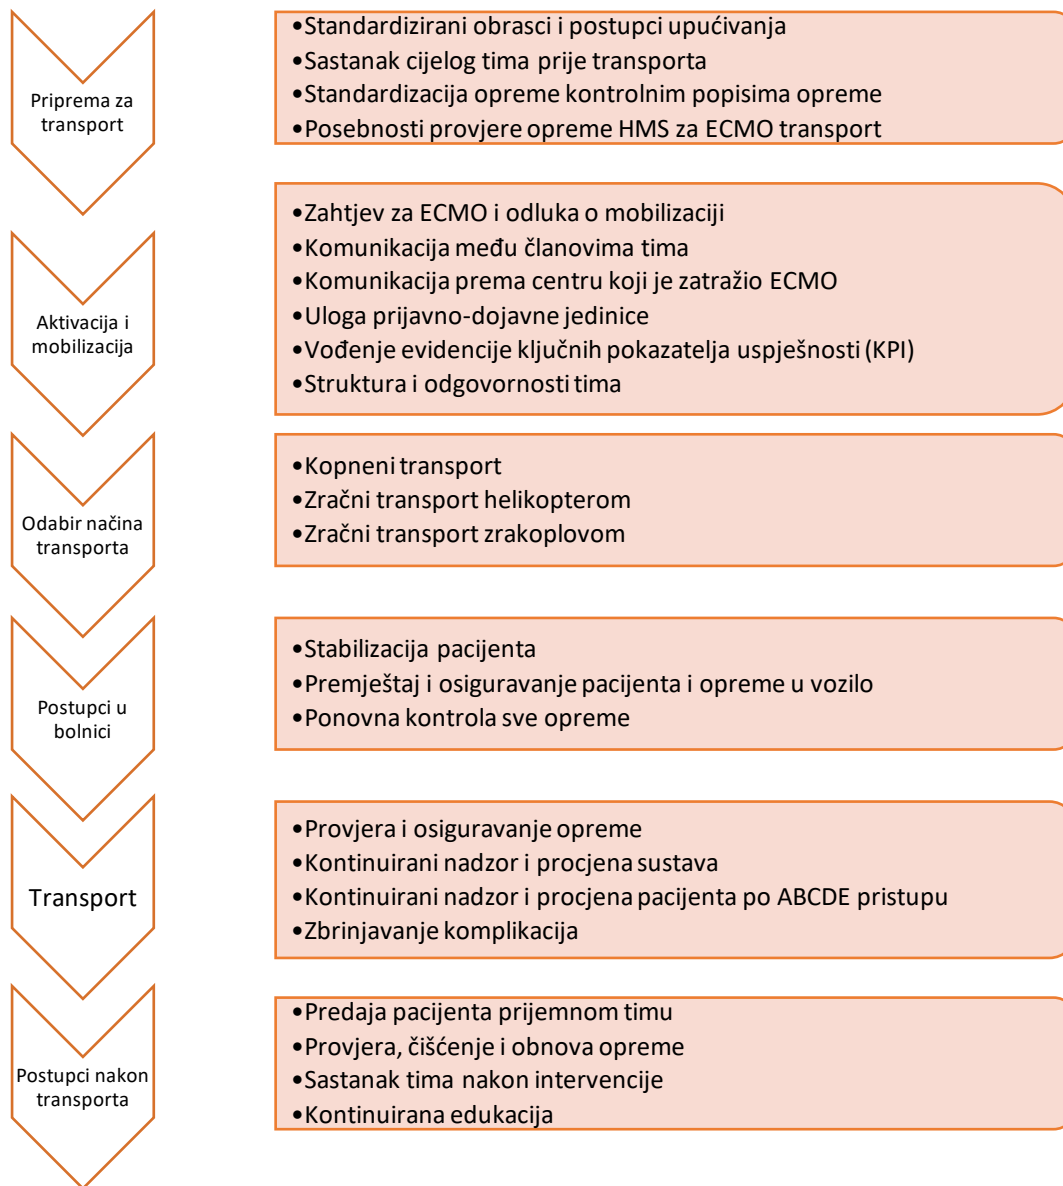 Priprema za
transport
•Standardizirani obrasci i postupci upućivanja
•Sastanak cijelog tima prije transporta
•Standardizacija opreme kontrolnim popisima opreme
•Posebnosti provjere opreme HMS za ECMO transport
Aktivacija i
mobilizacija
•Zahtjev za ECMO i odluka o mobilizaciji
•Komunikacija među članovima tima
•Komunikacija prema centru koji je zatražio ECMO
•Uloga prijavno-dojavne jedinice
•Vođenje evidencije ključnih pokazatelja uspješnosti (KPI)
•Struktura i odgovornosti tima
Odabir načina
transporta
•Kopneni transport
•Zračni transport helikopterom
•Zračni transport zrakoplovom
Postupci u
bolnici
•Stabilizacija pacijenta
•Premještaj i osiguravanje pacijenta i opreme u vozilo
•Ponovna kontrola sve opreme
Transport
•Provjera i osiguravanje opreme
•Kontinuirani nadzor i procjena sustava
•Kontinuirani nadzor i procjena pacijenta po ABCDE pristupu
•Zbrinjavanje komplikacija
Postupci nakon
transporta
•Predaja pacijenta prijemnom timu
•Provjera, čišćenje i obnova opreme
•Sastanak tima nakon intervencije
•Kontinuirana edukacija